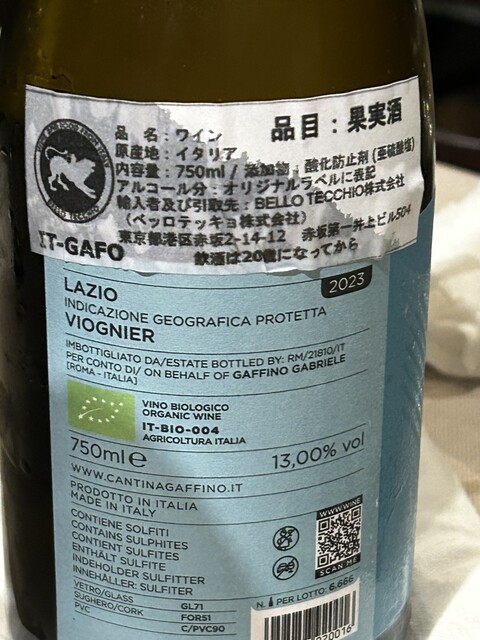 品目：果実酒
品 名：ワイン
原産地：イタリア
内容量：750ml / 添加物：酸化防止剤 (亜硫酸塩)
アルコール分：オリジナルラベルに表記
輸入者及び引取先：BELLO TECCHIO株式会社
（ベッロテッキョ株式会社）
東京都港区赤坂2-14-12 赤坂第一井上ビル504
飲酒は20歳になってから
BELLO TECCHIO
IT-GAFO
2023
LAZIO
INDICAZIONE GEOGRAFICA PROTETTA
VIOGNIER
IMBOTTIGLIATO DA/ESTATE BOTTLED BY: RM/21810/IT
PER CONTO DI/ ON BEHALF OF GAFFINO GABRIELE
[ROMA - ITALIA]
VINO BIOLOGICO
ORGANIC WINE
IT-BIO-004
AGRICOLTURA ITALIA
750ml e
13,00% vol
WWW.CANTINAGAFFINO.IT
PRODOTTO IN ITALIA
MADE IN ITALY
CONTIENE SOLFITI
CONTAINS SULPHITES
CONTIENT SULFITES
ENTHÄLT SULFITE
INDEHOLDER SULFITTER
INNEHÅLLER: SULFITER
WWW.WINE
SCAN ME
VETRO/GLASS GL71
SUGHERO/CORK FOR51
PVC C/PVC90
N. PER LOTTO: 6.666